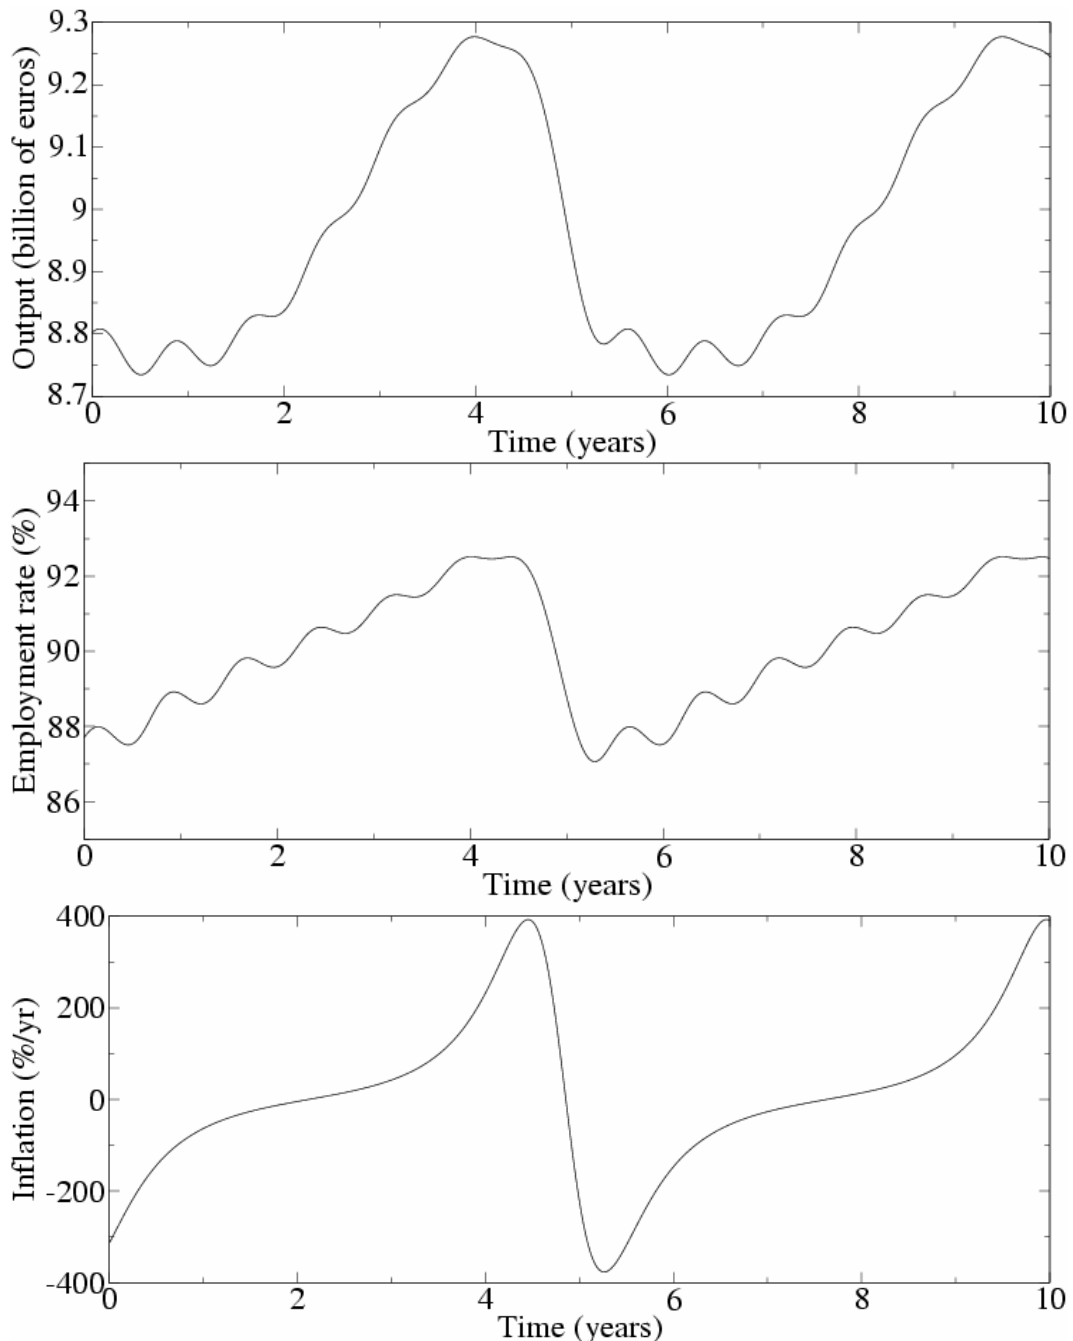 Output (billion of euros)
9.3
9.2
9.1
9
8.9
8.8
8.7
0 2 4 6 8 10
Time (years)
Employment rate (%)
94
92
90
88
86
0 2 4 6 8 10
Time (years)
Inflation (%/yr)
400
200
0
-200
-400
0 2 4 6 8 10
Time (years)